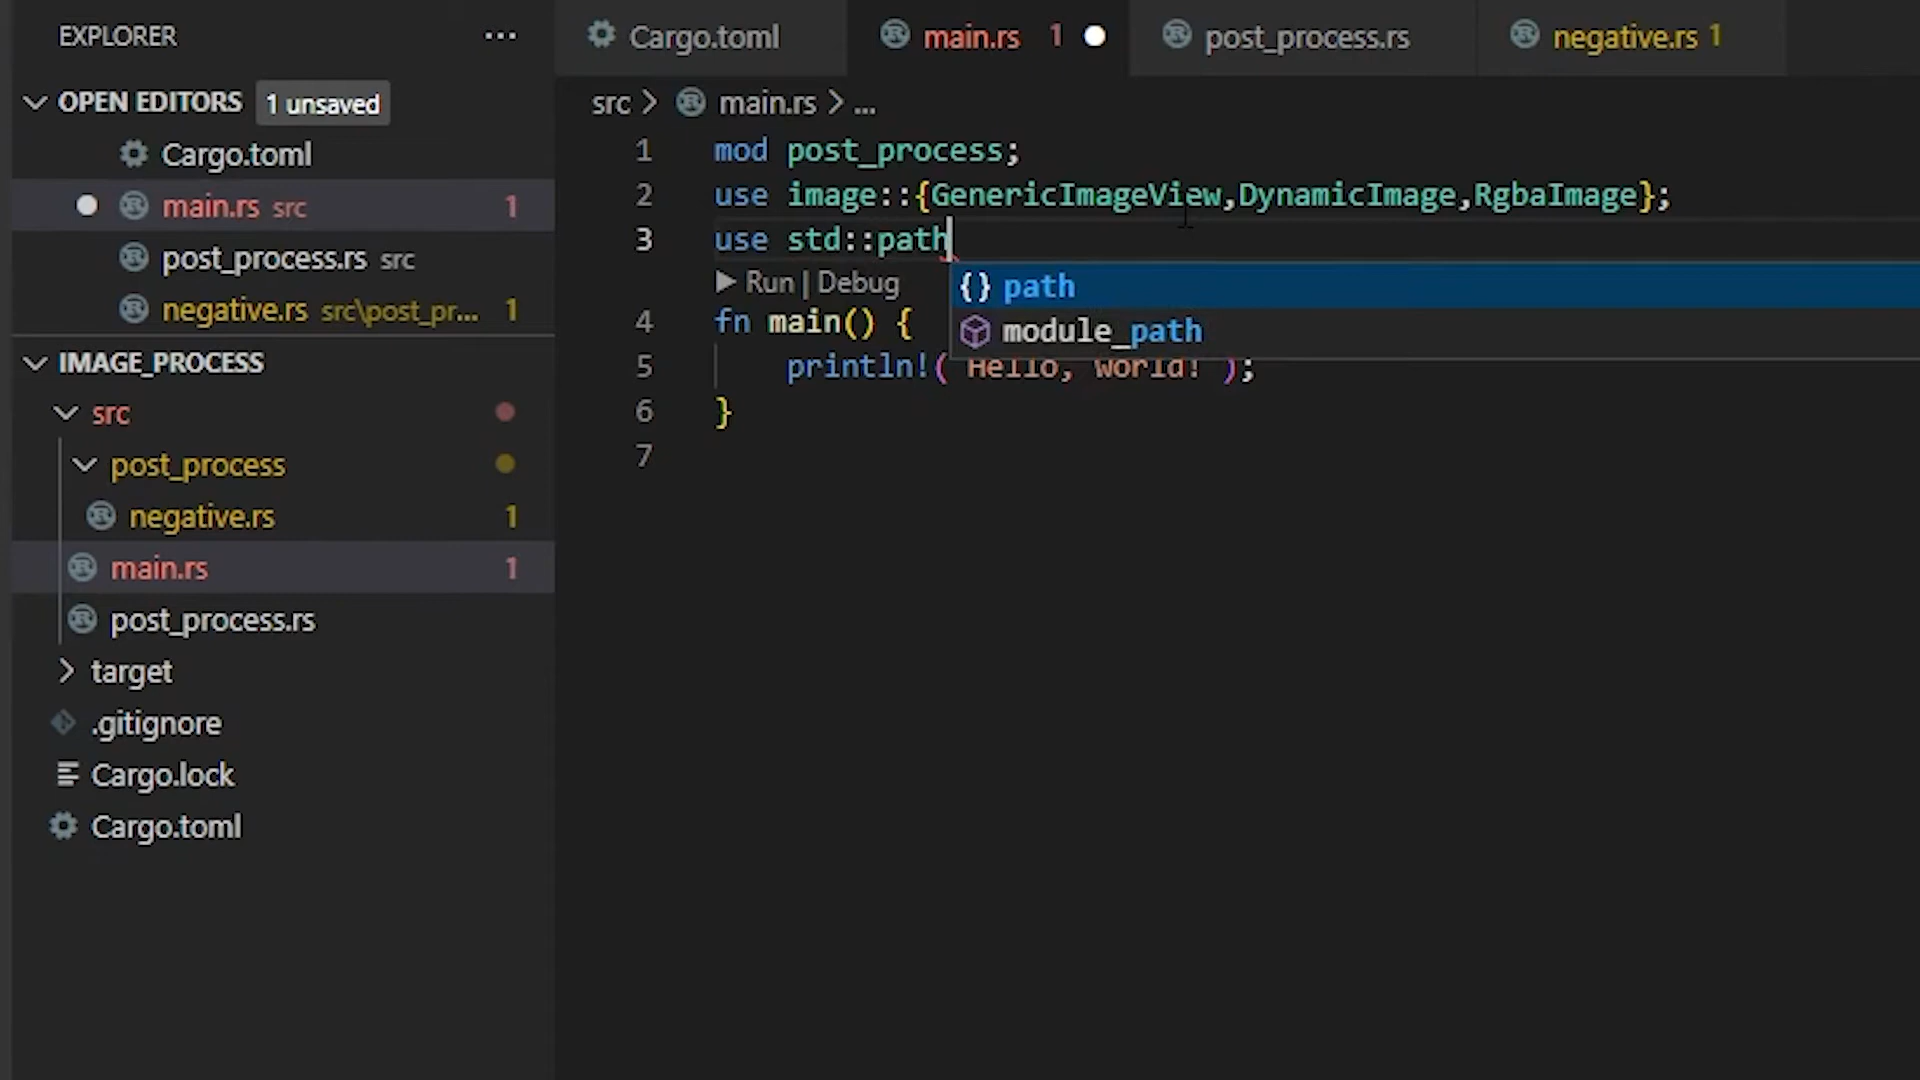 EXPLORER ...
OPEN EDITORS 1 unsaved
Cargo.toml
main.rs src 1
post_process.rs src
negative.rs src\post_pr... 1
IMAGE_PROCESS
src
post_process
negative.rs 1
main.rs 1
post_process.rs
target
.gitignore
Cargo.lock
Cargo.toml
Cargo.toml main.rs 1 post_process.rs negative.rs 1
src > main.rs > ...
1 mod post_process;
2 use image::{GenericImageView,DynamicImage,RgbaImage};
3 use std::path
Run | Debug
{} path
module_path
4 fn main() {
5 println!("Hello, world!");
6 }
7